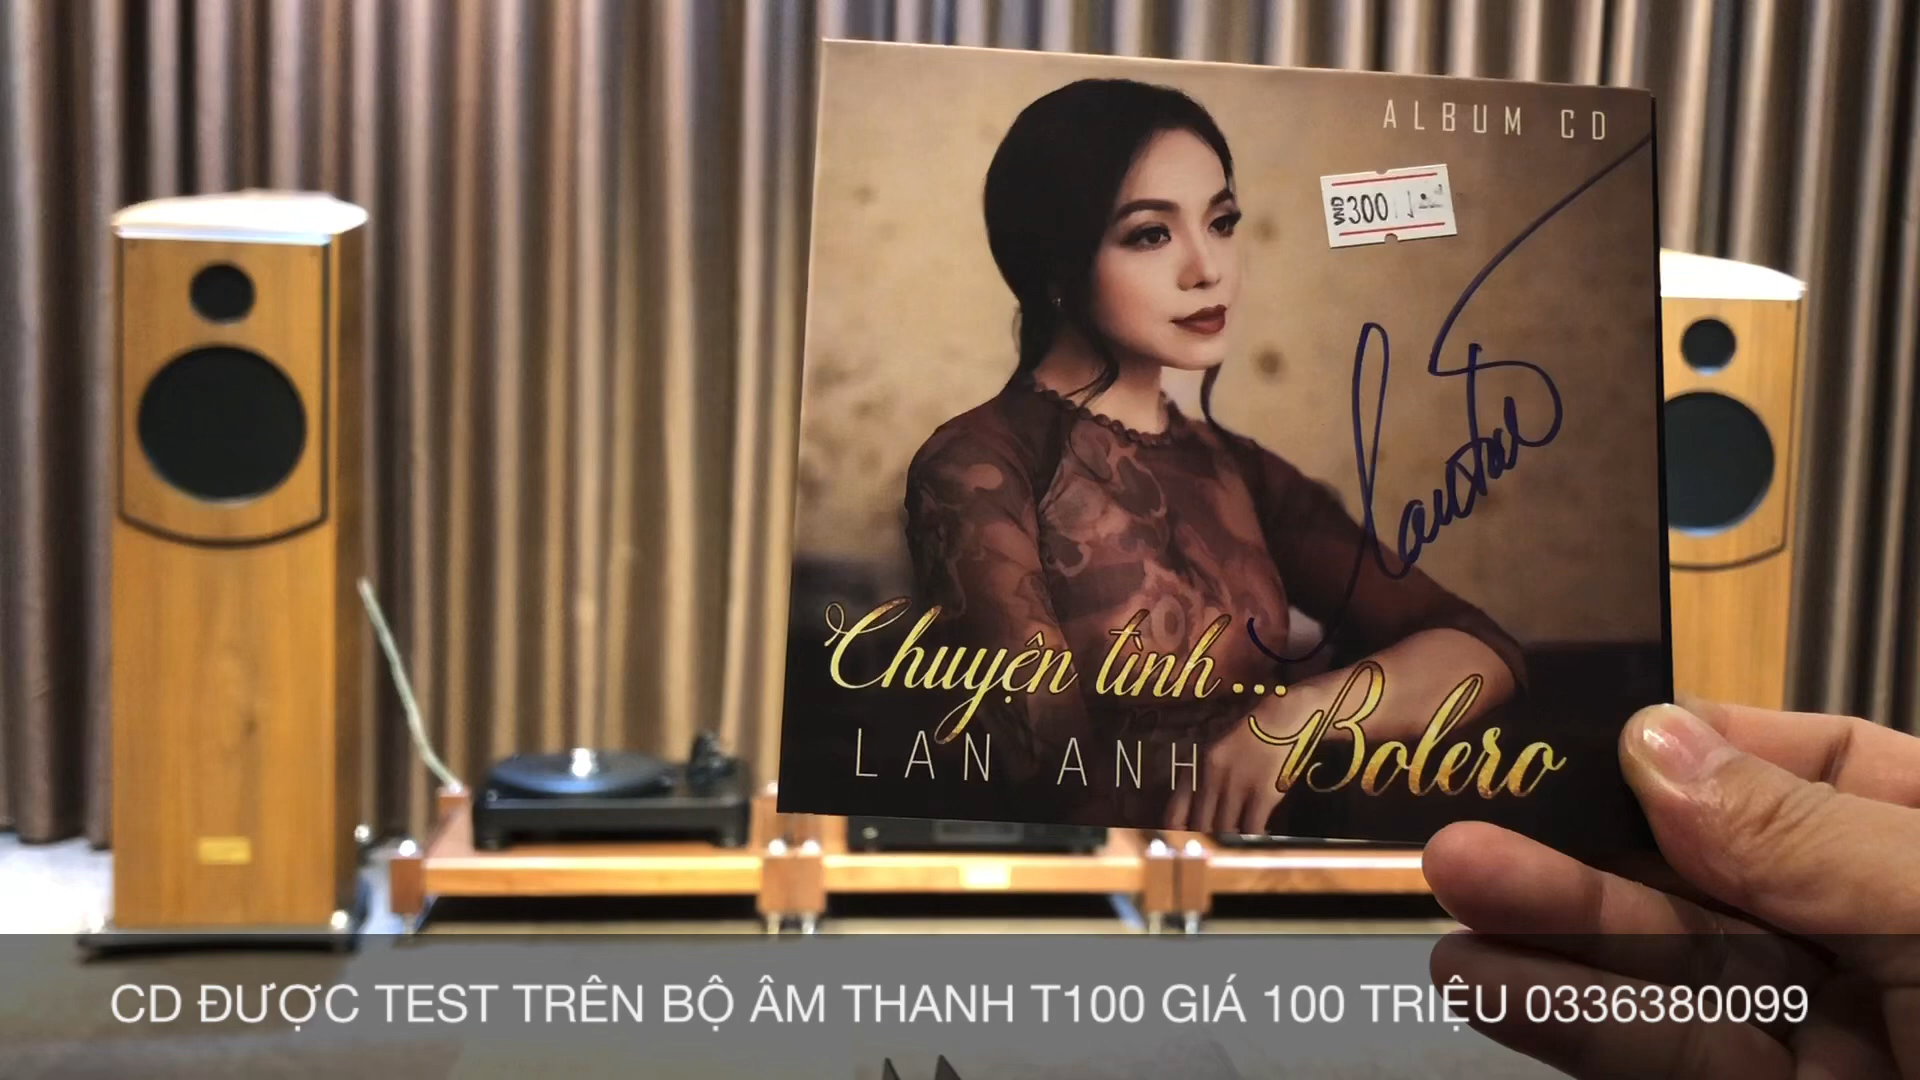 ALBUM CD
VND 300
Chuyện tình...
Bolero
LAN ANH
CD ĐƯỢC TEST TRÊN BỘ ÂM THANH T100 GIÁ 100 TRIỆU 0336380099